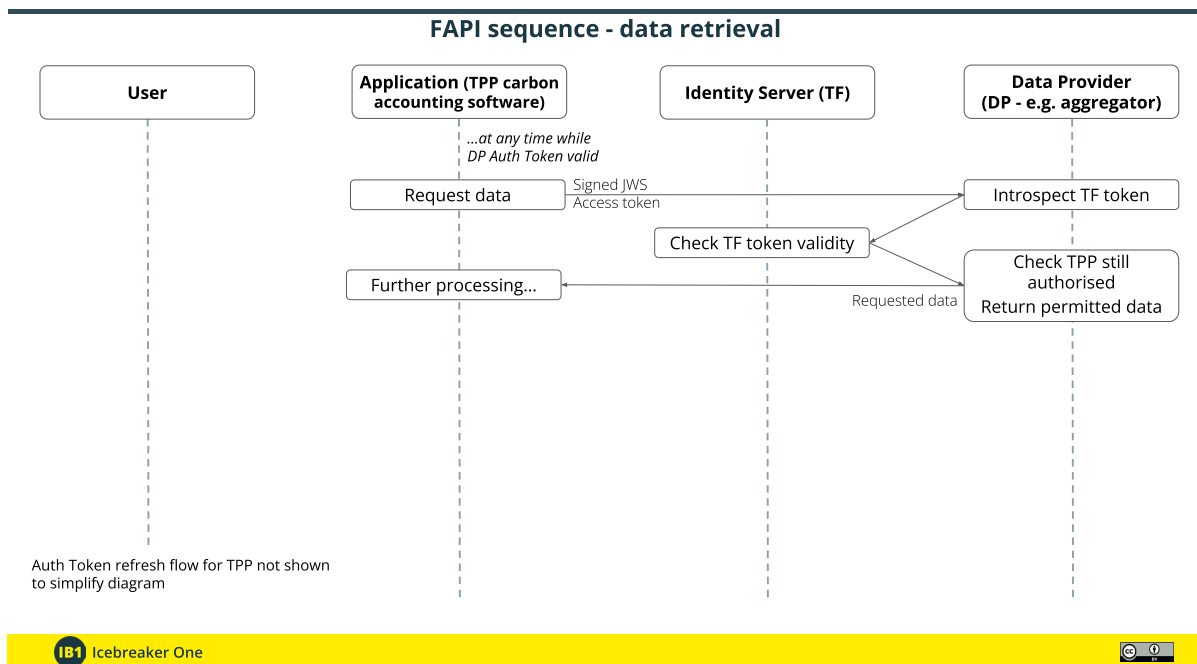 FAPI sequence - data retrieval
User
Application (TPP carbon
accounting software)
Identity Server (TF)
Data Provider
(DP - e.g. aggregator)
...at any time while
DP Auth Token valid
Request data
Signed JWS
Access token
Introspect TF token
Check TF token validity
Check TPP still
authorised
Return permitted data
Further processing...
Requested data
Auth Token refresh flow for TPP not shown
to simplify diagram
IB1 Icebreaker One
cc
BY